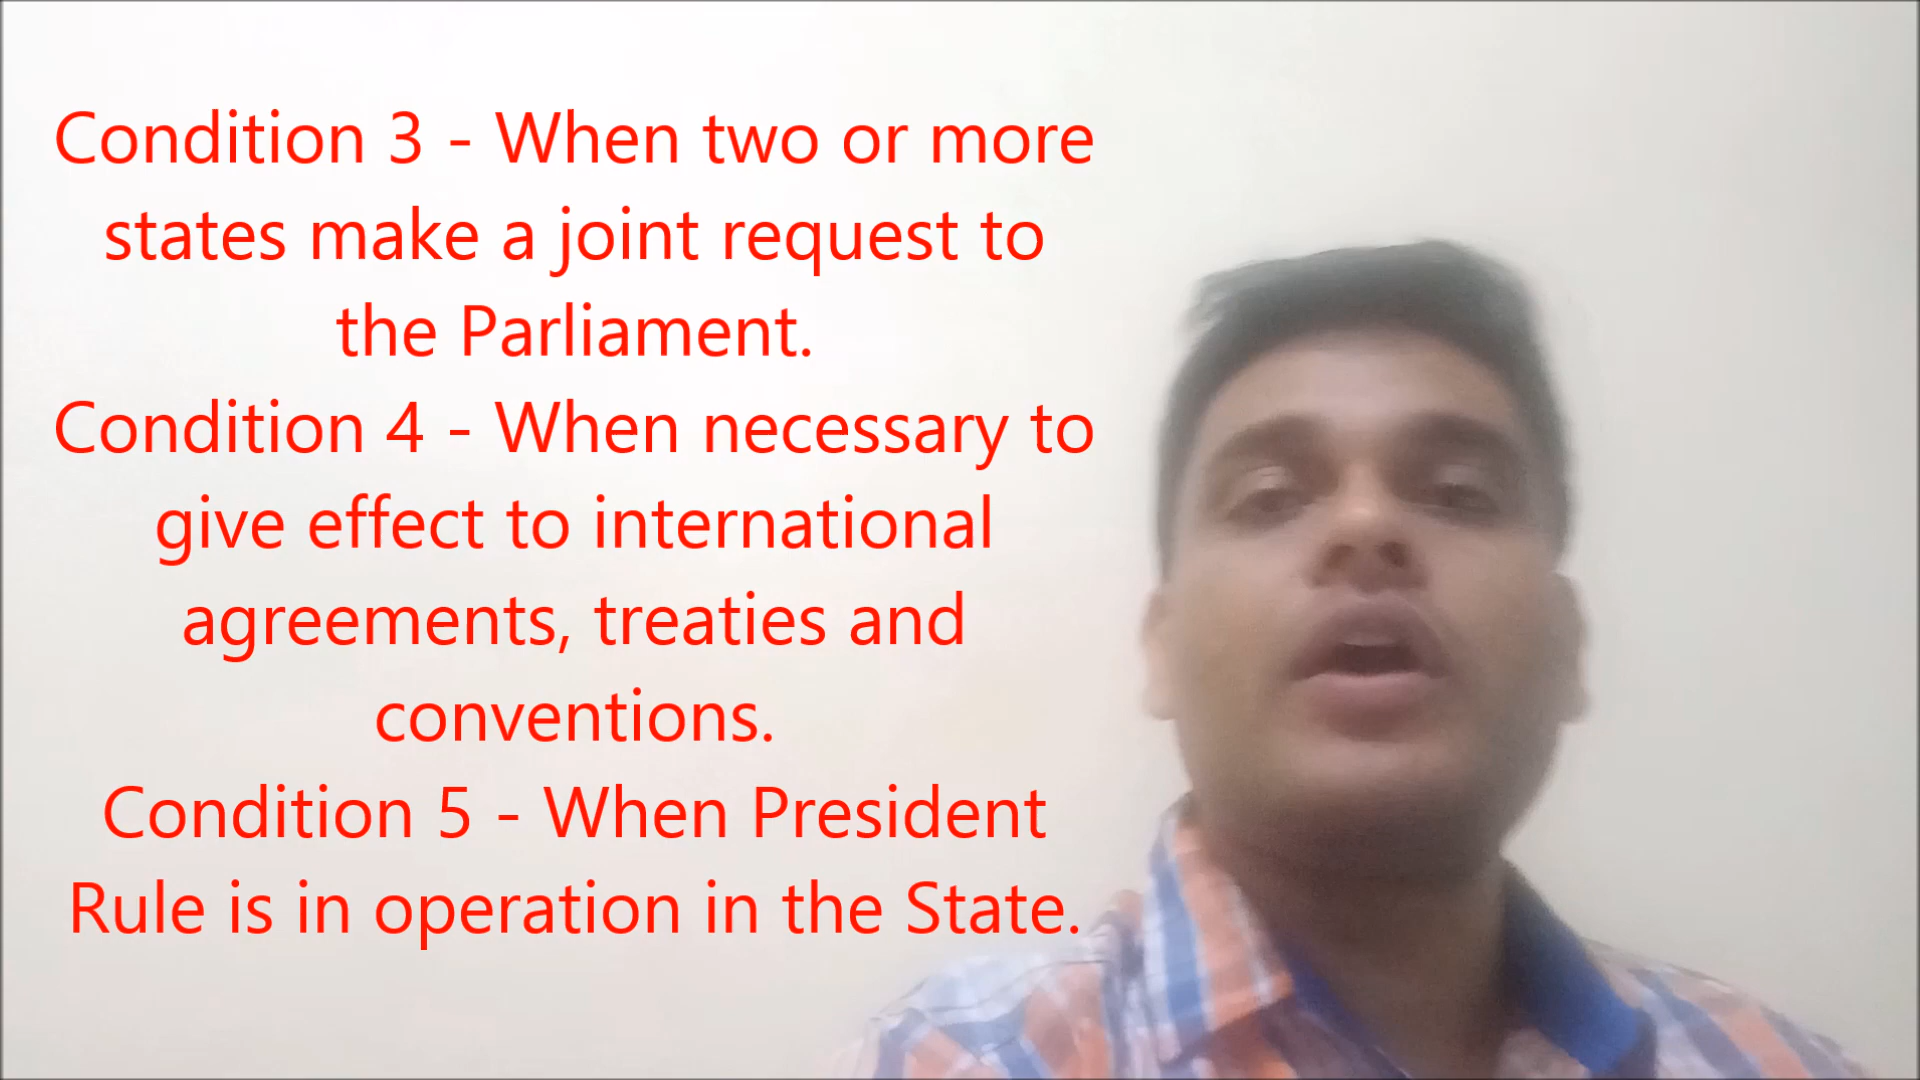 Condition 3 - When two or more
states make a joint request to
the Parliament.
Condition 4 - When necessary to
give effect to international
agreements, treaties and
conventions.
Condition 5 - When President
Rule is in operation in the State.